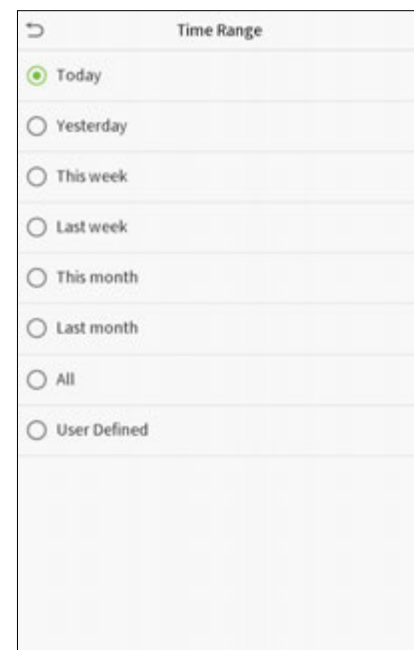 Time Range
Today
Yesterday
This week
Last week
This month
Last month
All
User Defined